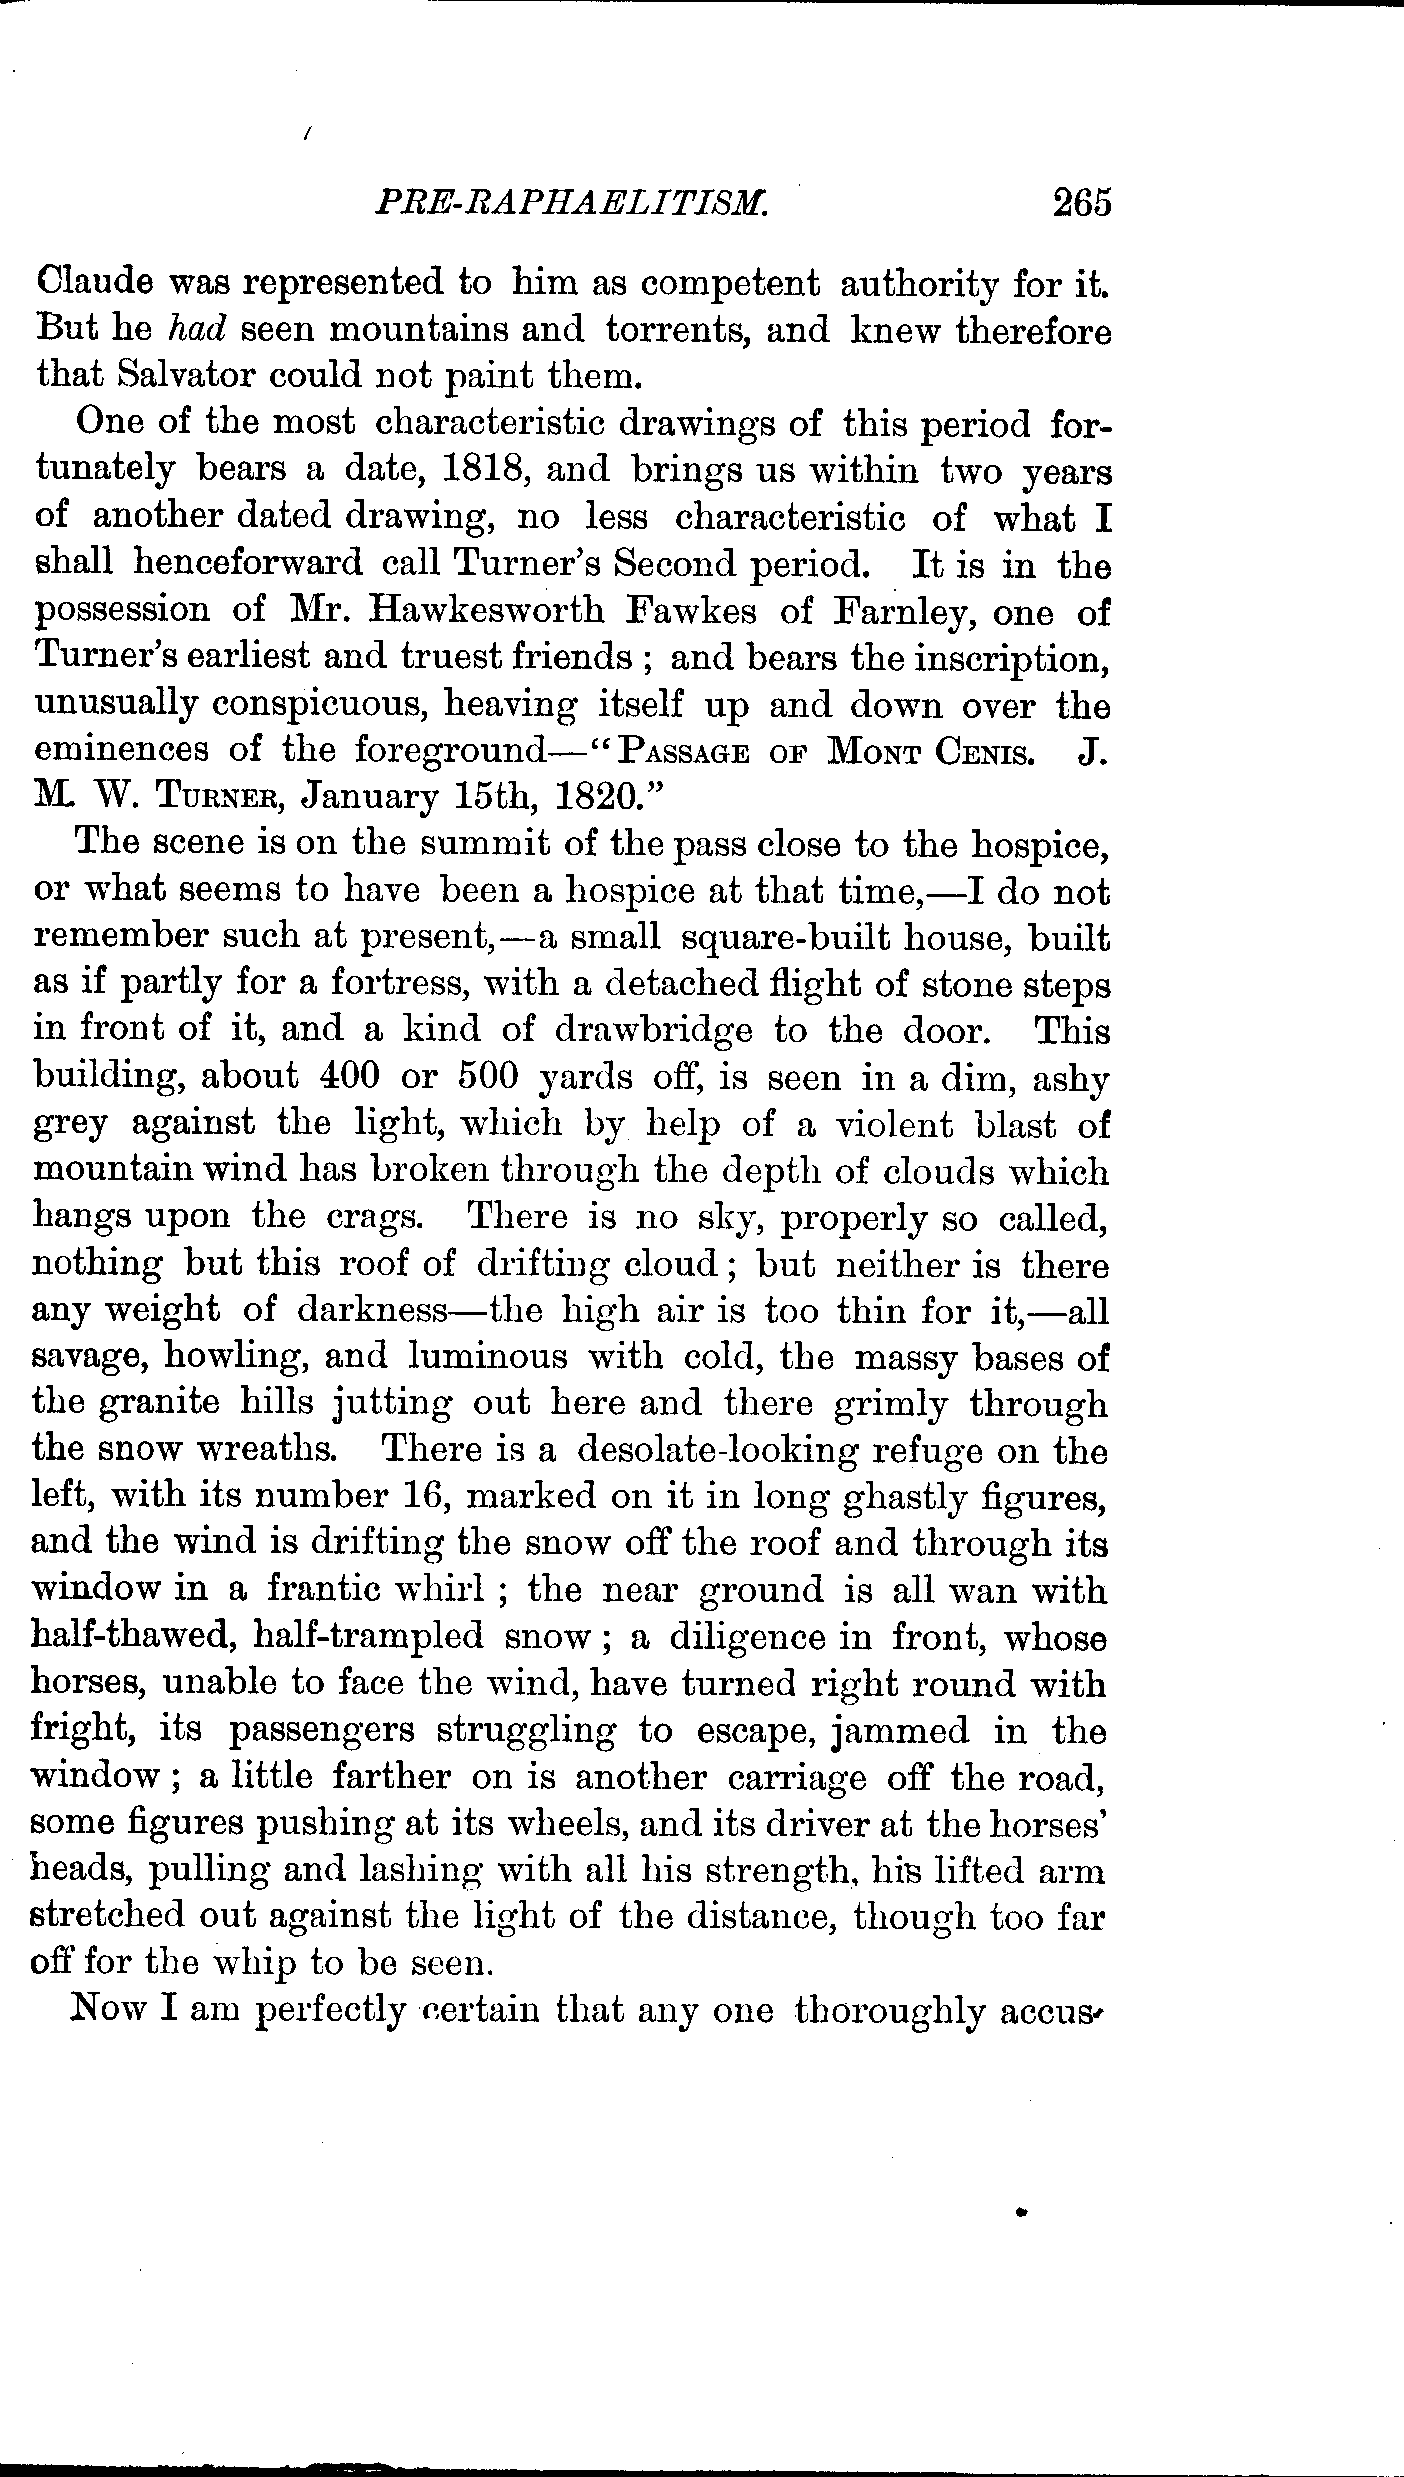 PRE-RAPHAELITISM. 265
Claude was represented to him as competent authority for it.
But he had seen mountains and torrents, and knew therefore
that Salvator could not paint them.
One of the most characteristic drawings of this period for-
tunately bears a date, 1818, and brings us within two years
of another dated drawing, no less characteristic of what I
shall henceforward call Turner's Second period. It is in the
possession of Mr. Hawkesworth Fawkes of Farnley, one of
Turner's earliest and truest friends ; and bears the inscription,
unusually conspicuous, heaving itself up and down over the
eminences of the foreground—“PASSAGE OF MONT CENIS. J.
M. W. TURNER, January 15th, 1820.”
The scene is on the summit of the pass close to the hospice,
or what seems to have been a hospice at that time,—I do not
remember such at present,—a small square-built house, built
as if partly for a fortress, with a detached flight of stone steps
in front of it, and a kind of drawbridge to the door. This
building, about 400 or 500 yards off, is seen in a dim, ashy
grey against the light, which by help of a violent blast of
mountain wind has broken through the depth of clouds which
hangs upon the crags. There is no sky, properly so called,
nothing but this roof of drifting cloud ; but neither is there
any weight of darkness—the high air is too thin for it,—all
savage, howling, and luminous with cold, the massy bases of
the granite hills jutting out here and there grimly through
the snow wreaths. There is a desolate-looking refuge on the
left, with its number 16, marked on it in long ghastly figures,
and the wind is drifting the snow off the roof and through its
window in a frantic whirl ; the near ground is all wan with
half-thawed, half-trampled snow ; a diligence in front, whose
horses, unable to face the wind, have turned right round with
fright, its passengers struggling to escape, jammed in the
window ; a little farther on is another carriage off the road,
some figures pushing at its wheels, and its driver at the horses'
heads, pulling and lashing with all his strength, his lifted arm
stretched out against the light of the distance, though too far
off for the whip to be seen.
Now I am perfectly certain that any one thoroughly accus-